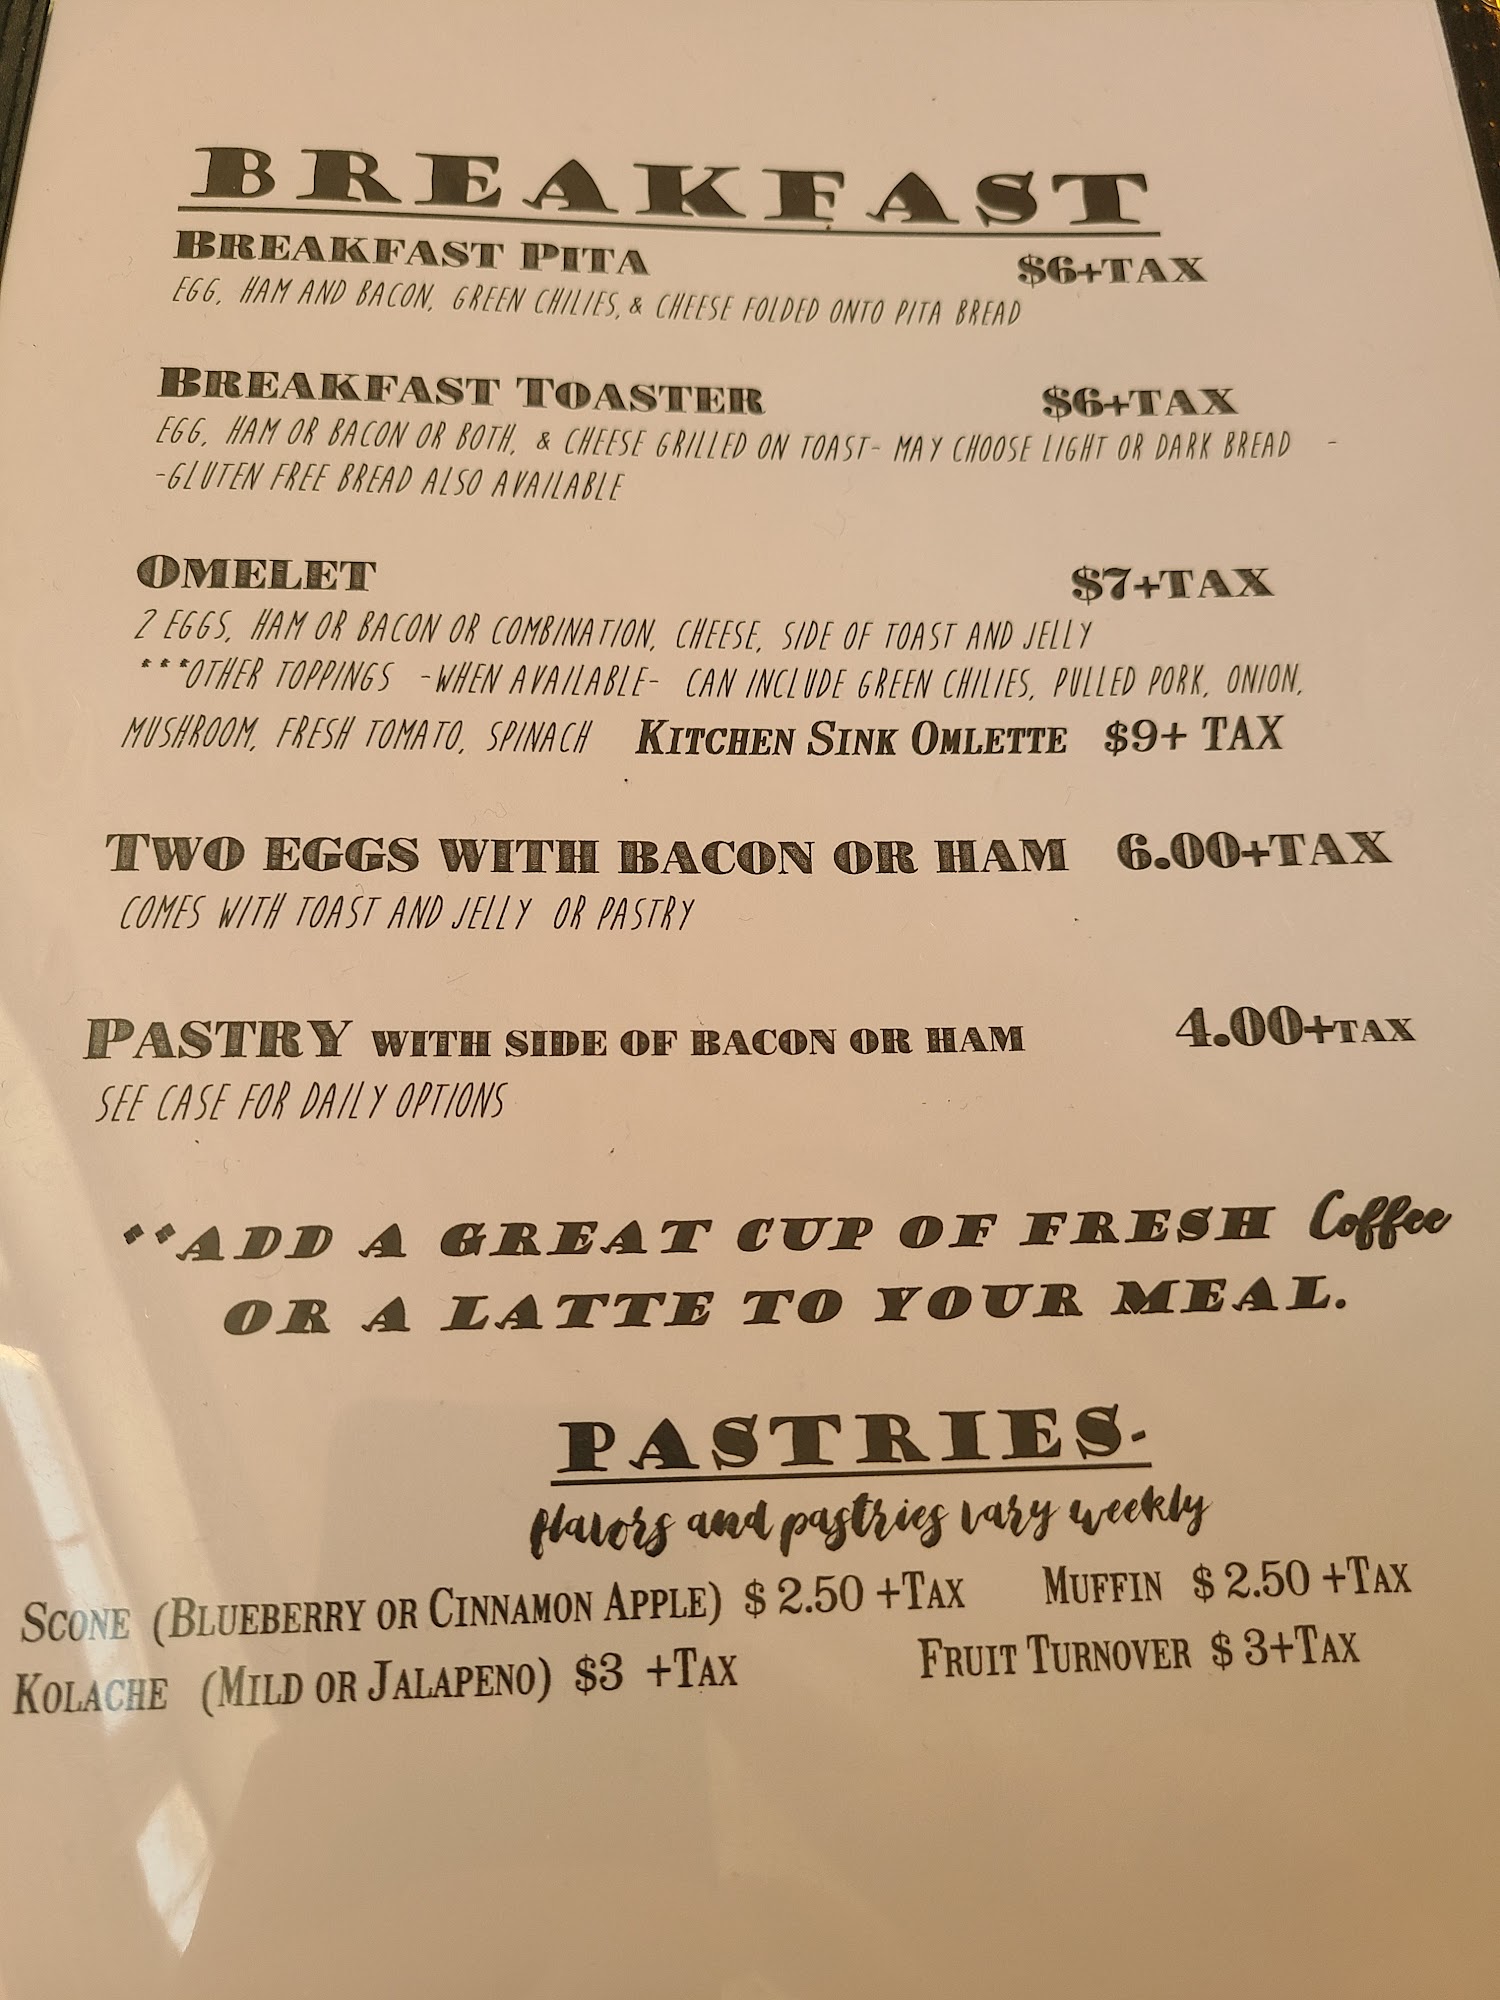 BREAKFAST
BREAKFAST PITA $6+TAX
EGG, HAM AND BACON, GREEN CHILIES, & CHEESE FOLDED ONTO PITA BREAD
BREAKFAST TOASTER $6+TAX
EGG, HAM OR BACON OR BOTH, & CHEESE GRILLED ON TOAST- MAY CHOOSE LIGHT OR DARK BREAD -
-GLUTEN FREE BREAD ALSO AVAILABLE
OMELET $7+TAX
2 EGGS, HAM OR BACON OR COMBINATION, CHEESE, SIDE OF TOAST AND JELLY
***OTHER TOPPINGS -WHEN AVAILABLE- CAN INCLUDE GREEN CHILIES, PULLED PORK, ONION,
MUSHROOM, FRESH TOMATO, SPINACH KITCHEN SINK OMLETTE $9+ TAX
TWO EGGS WITH BACON OR HAM 6.00+TAX
COMES WITH TOAST AND JELLY OR PASTRY
PASTRY WITH SIDE OF BACON OR HAM 4.00+TAX
SEE CASE FOR DAILY OPTIONS
**ADD A GREAT CUP OF FRESH Coffee
OR A LATTE TO YOUR MEAL.
PASTRIES-
flavors and pastries vary weekly
SCONE (BLUEBERRY OR CINNAMON APPLE) $ 2.50 +TAX MUFFIN $ 2.50 +TAX
KOLACHE (MILD OR JALAPENO) $3 +TAX FRUIT TURNOVER $ 3+TAX